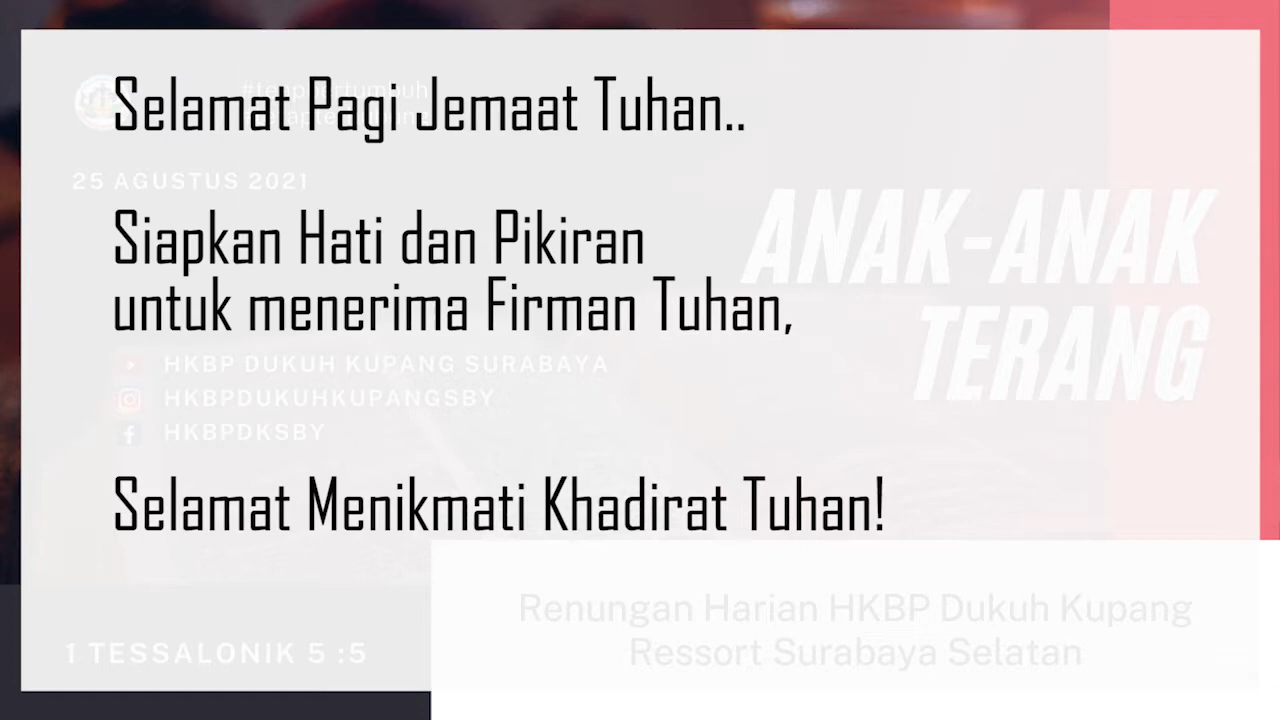 Selamat Pagi Jemaat Tuhan..
25 AGUSTUS 2021
ANAK-ANAK
TERANG
Siapkan Hati dan Pikiran
untuk menerima Firman Tuhan,
HKBP DUKUH KUPANG SURABAYA
HKBPDUKUHKUPANGSBY
HKBPDKSBY
Selamat Menikmati Khadirat Tuhan!
Renungan Harian HKBP Dukuh Kupang
Ressort Surabaya Selatan
1 TESSALONIK 5 :5